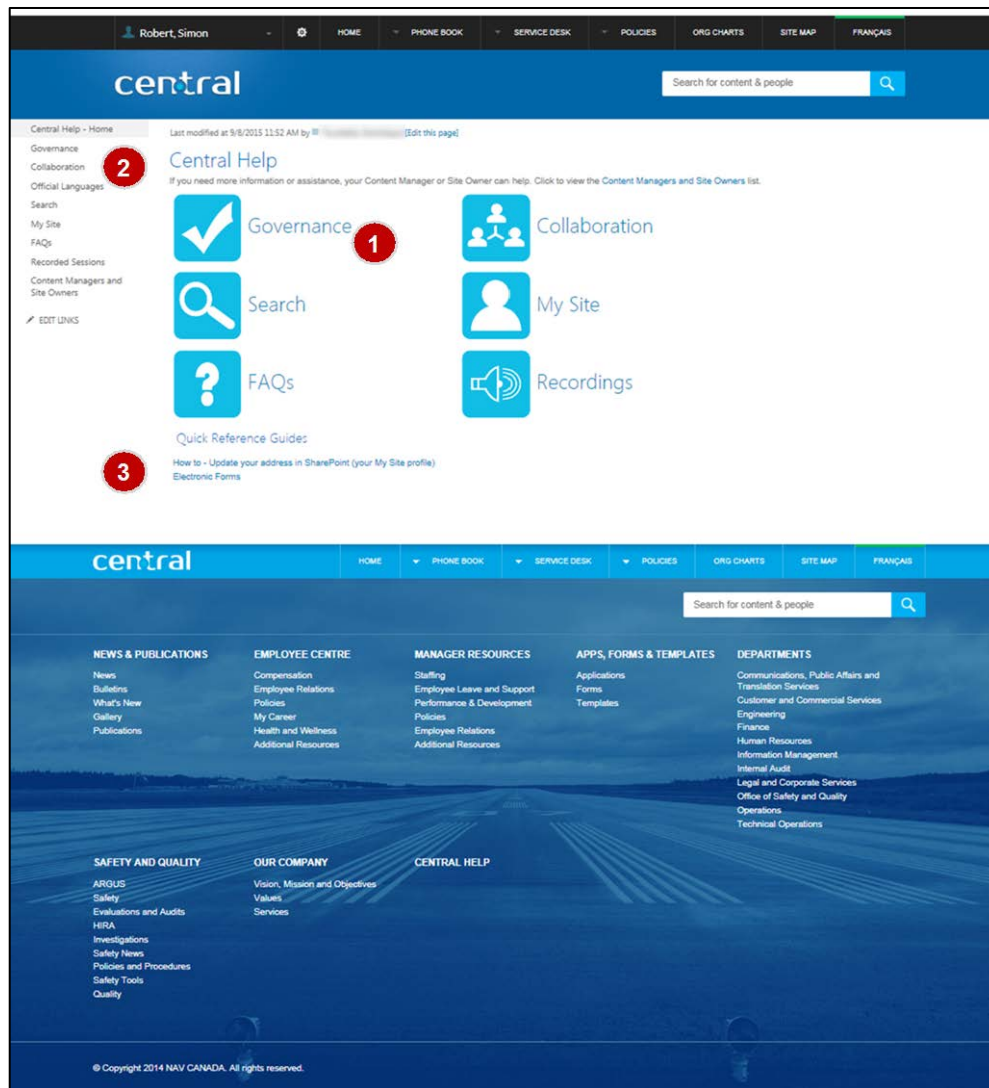 Robert, Simon HOME PHONE BOOK SERVICE DESK POLICIES ORG CHARTS SITE MAP FRANÇAIS
central
Search for content & people
Central Help - Home
Governance
Collaboration
Official Languages
Search
My Site
FAQs
Recorded Sessions
Content Managers and
Site Owners
EDIT LINKS
2
Last modified at 9/8/2015 11:52 AM by [Edit this page]
Central Help
If you need more information or assistance, your Content Manager or Site Owner can help. Click to view the Content Managers and Site Owners list.
Governance
1
Collaboration
Search
My Site
FAQs
Recordings
Quick Reference Guides
3
How to - Update your address in SharePoint (your My Site profile)
Electronic Forms
central HOME PHONE BOOK SERVICE DESK POLICIES ORG CHARTS SITE MAP FRANÇAIS
Search for content & people
NEWS & PUBLICATIONS
News
Bulletins
What's New
Gallery
Publications
EMPLOYEE CENTRE
Compensation
Employee Relations
Policies
My Career
Health and Wellness
Additional Resources
MANAGER RESOURCES
Staffing
Employee Leave and Support
Performance & Development
Policies
Employee Relations
Additional Resources
APPS, FORMS & TEMPLATES
Applications
Forms
Templates
DEPARTMENTS
Communications, Public Affairs and
Translation Services
Customer and Commercial Services
Engineering
Finance
Human Resources
Information Management
Internal Audit
Legal and Corporate Services
Office of Safety and Quality
Operations
Technical Operations
SAFETY AND QUALITY
ARGUS
Safety
Evaluations and Audits
HIRA
Investigations
Safety News
Policies and Procedures
Safety Tools
Quality
OUR COMPANY
Vision, Mission and Objectives
Values
Services
CENTRAL HELP
© Copyright 2014 NAV CANADA. All rights reserved.